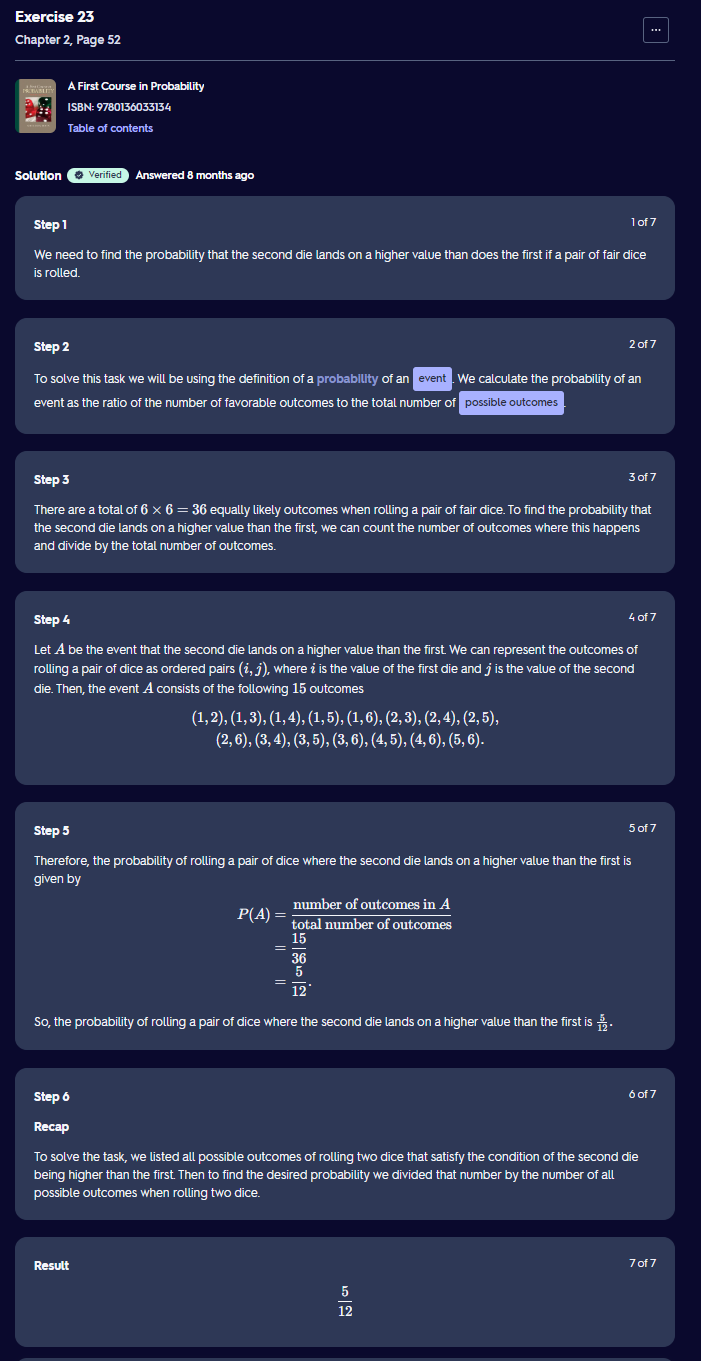 Exercise 23
Chapter 2, Page 52
...
A First Course in Probability
ISBN: 9780136033134
Table of contents
Solution Verified Answered 8 months ago
Step 1 1 of 7
We need to find the probability that the second die lands on a higher value than does the first if a pair of fair dice
is rolled.
Step 2 2 of 7
To solve this task we will be using the definition of a probability of an event. We calculate the probability of an
event as the ratio of the number of favorable outcomes to the total number of possible outcomes.
Step 3 3 of 7
There are a total of 6 × 6 = 36 equally likely outcomes when rolling a pair of fair dice. To find the probability that
the second die lands on a higher value than the first, we can count the number of outcomes where this happens
and divide by the total number of outcomes.
Step 4 4 of 7
Let A be the event that the second die lands on a higher value than the first. We can represent the outcomes of
rolling a pair of dice as ordered pairs (i, j), where i is the value of the first die and j is the value of the second
die. Then, the event A consists of the following 15 outcomes
(1, 2), (1, 3), (1, 4), (1, 5), (1, 6), (2, 3), (2, 4), (2, 5),
(2, 6), (3, 4), (3, 5), (3, 6), (4, 5), (4, 6), (5, 6).
Step 5 5 of 7
Therefore, the probability of rolling a pair of dice where the second die lands on a higher value than the first is
given by
P(A) = number of outcomes in A / total number of outcomes
= 15/36
= 5/12.
So, the probability of rolling a pair of dice where the second die lands on a higher value than the first is 5/12.
Step 6 6 of 7
Recap
To solve the task, we listed all possible outcomes of rolling two dice that satisfy the condition of the second die
being higher than the first. Then to find the desired probability we divided that number by the number of all
possible outcomes when rolling two dice.
Result 7 of 7
5/12